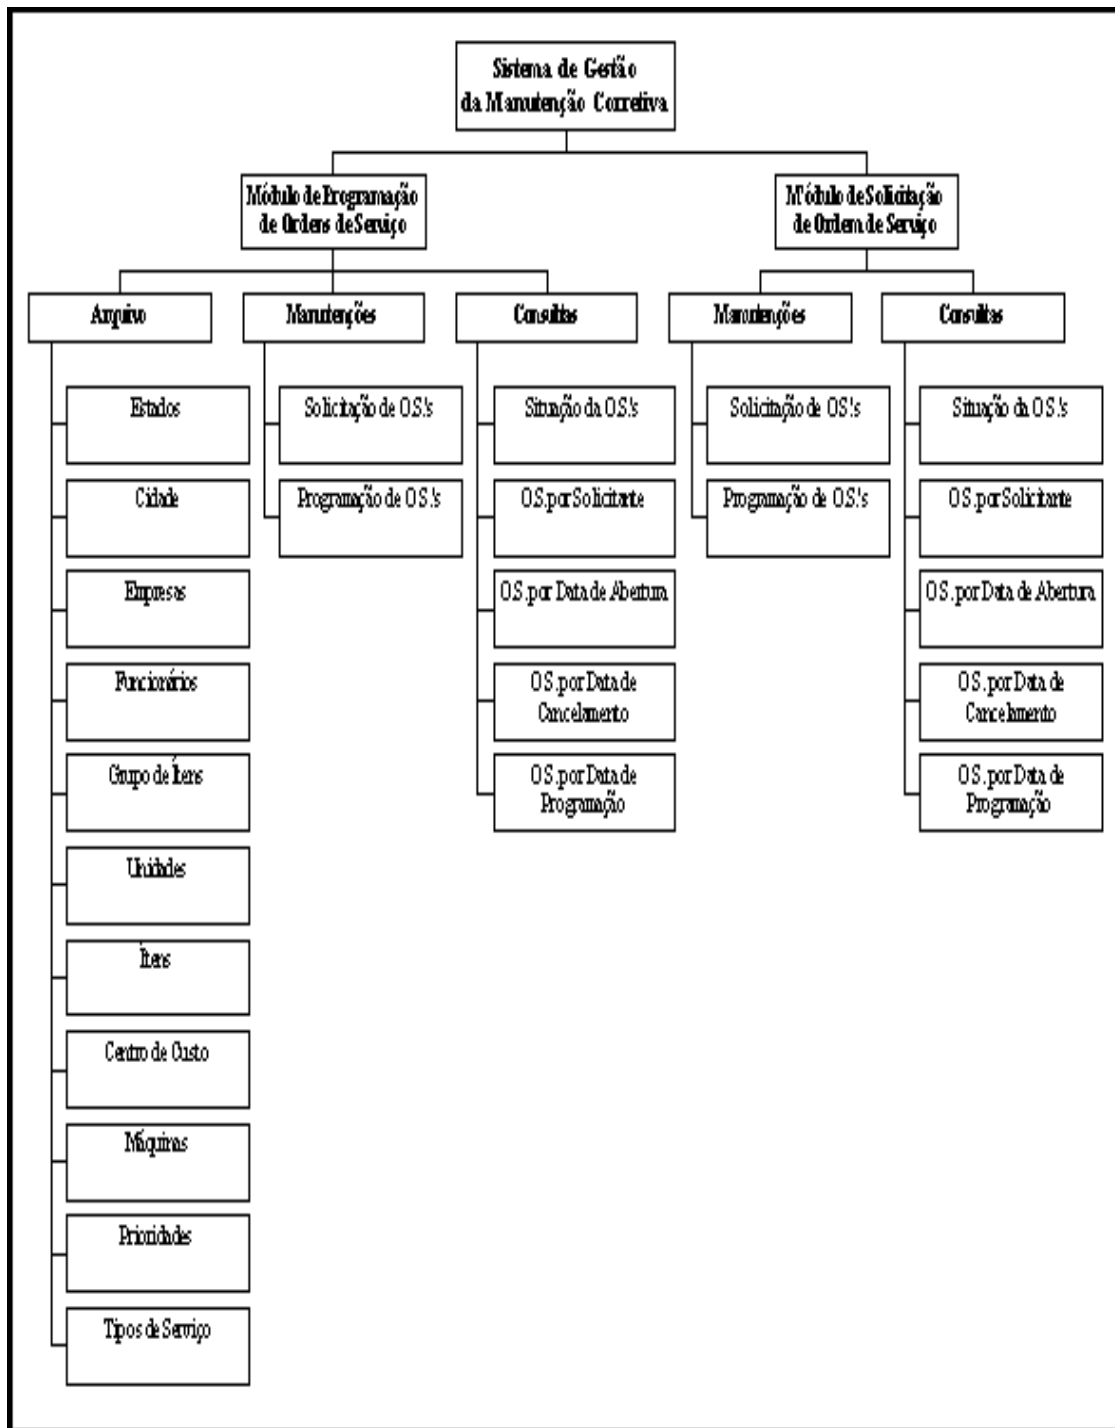 Sistema de Gestão
da Manutenção Corretiva
Módulo de Programação
de Ordens de Serviço
Módulo de Solicitação
de Ordem de Serviço
Arquivo
Manutenções
Consultas
Manutenções
Consultas
Estados
Solicitação de O.S.'s
Situação da O.S.'s
Solicitação de O.S.'s
Situação da O.S.'s
Cidade
Programação de O.S.'s
O.S. por Solicitante
Programação de O.S.'s
O.S. por Solicitante
Empresas
O.S. por Data de Abertura
O.S. por Data de Abertura
Funcionários
O.S. por Data de
Cancelamento
O.S. por Data de
Cancelamento
Grupo de Ítens
O.S. por Data de
Programação
O.S. por Data de
Programação
Unidades
Ítens
Centro de Custo
Máquinas
Prioridades
Tipos de Serviço